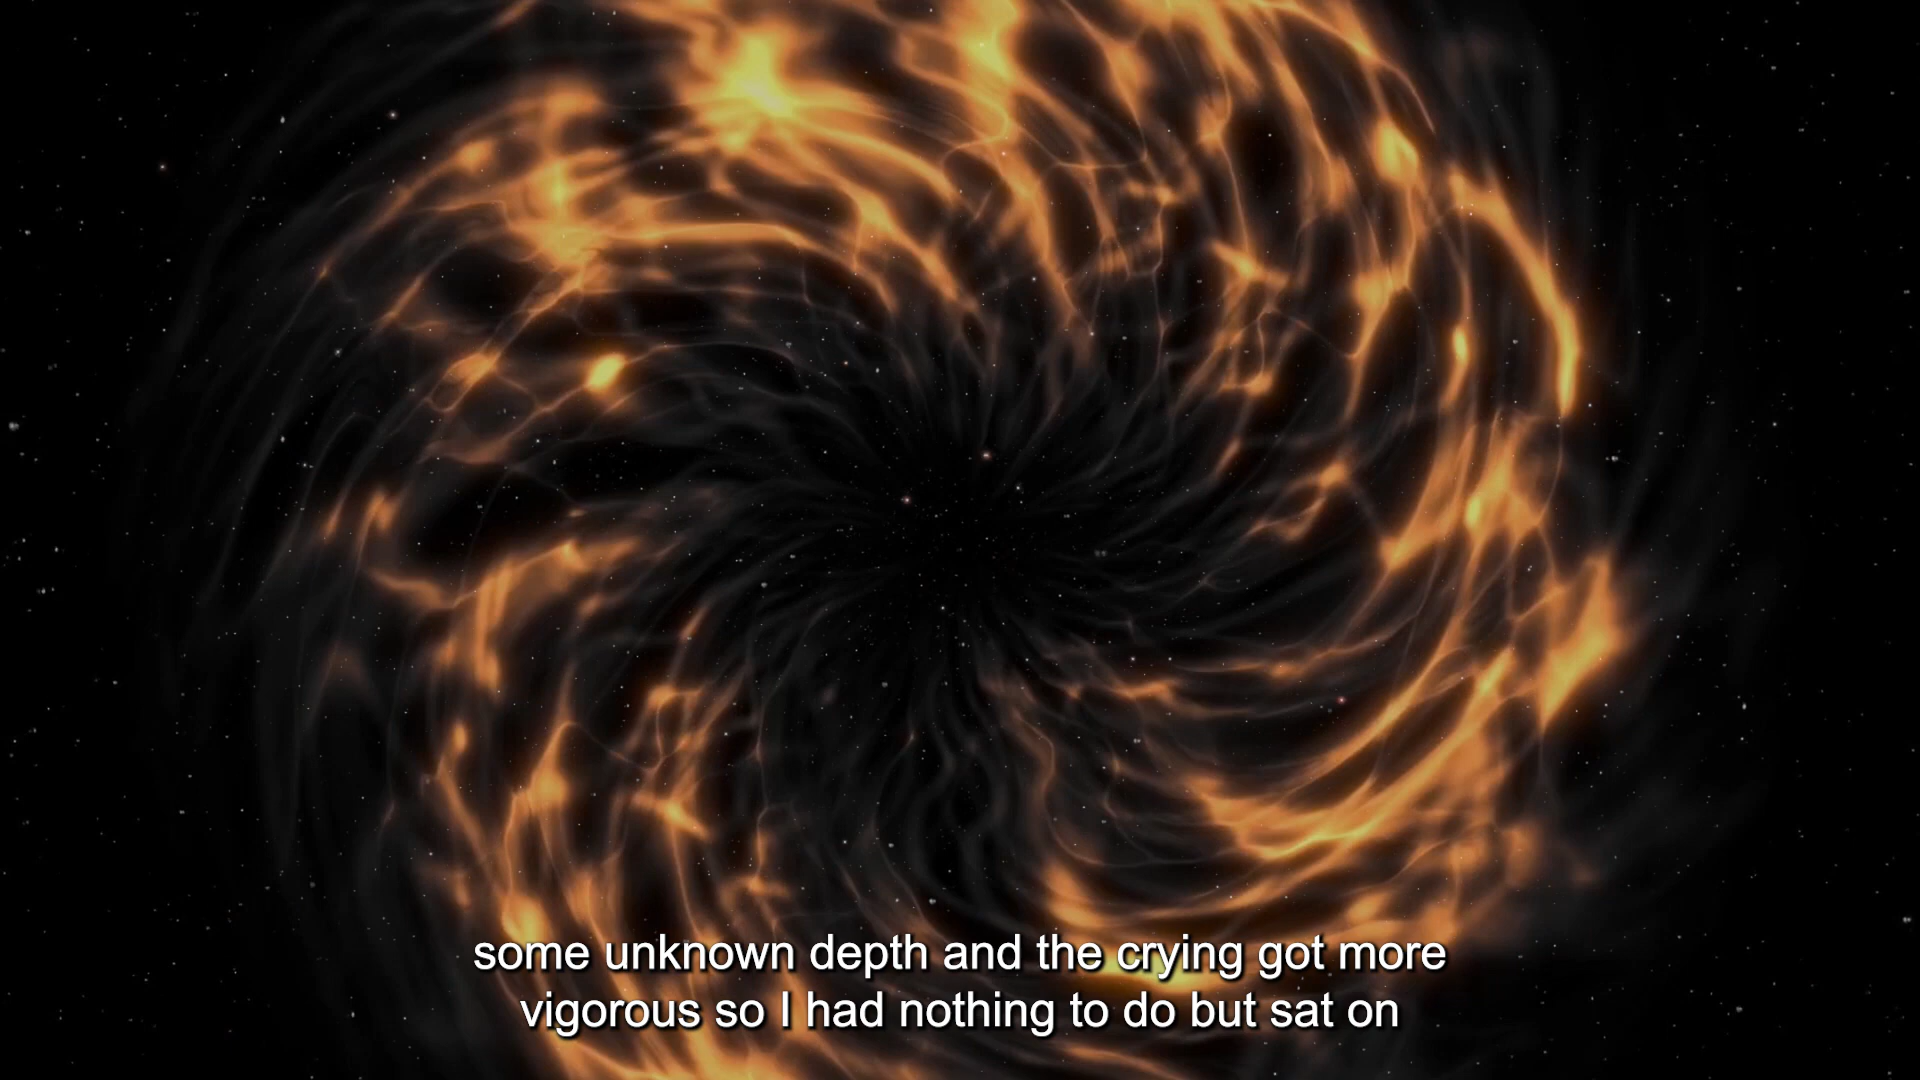 some unknown depth and the crying got more
vigorous so I had nothing to do but sat on